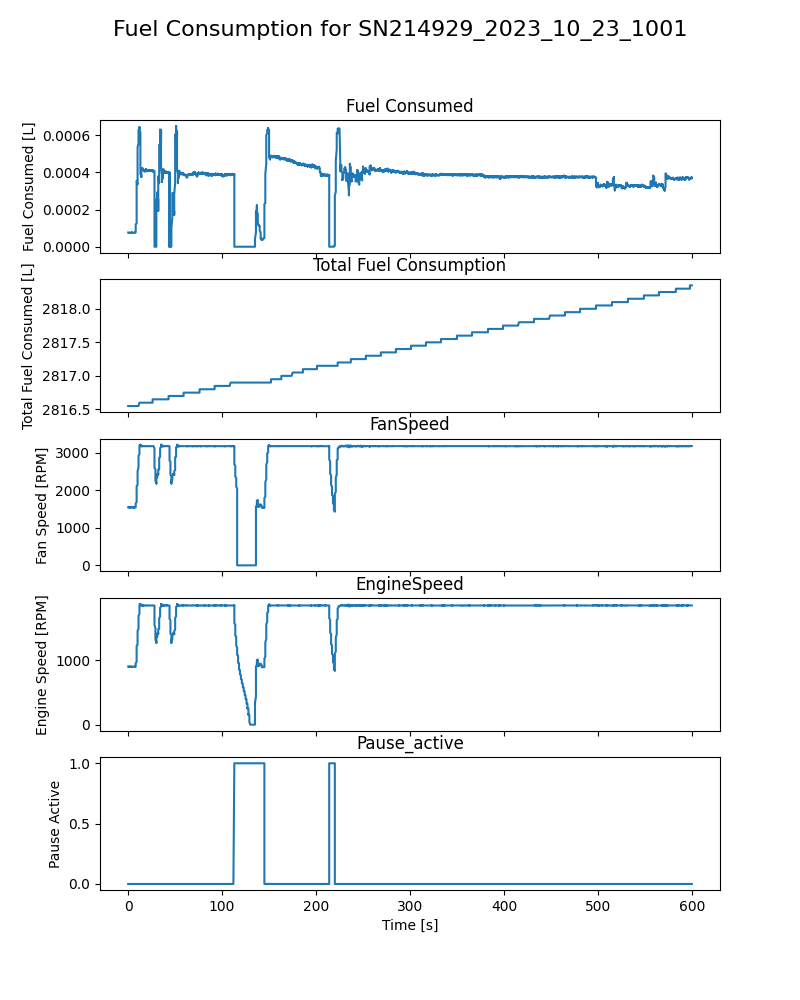 Fuel Consumption for SN214929_2023_10_23_1001
Fuel Consumed
Fuel Consumed [L]
0.0006
0.0004
0.0002
0.0000
Total Fuel Consumption
Total Fuel Consumed [L]
2818.0
2817.5
2817.0
2816.5
FanSpeed
Fan Speed [RPM]
3000
2000
1000
0
EngineSpeed
Engine Speed [RPM]
1000
0
Pause_active
Pause Active
1.0
0.5
0.0
0 100 200 300 400 500 600
Time [s]